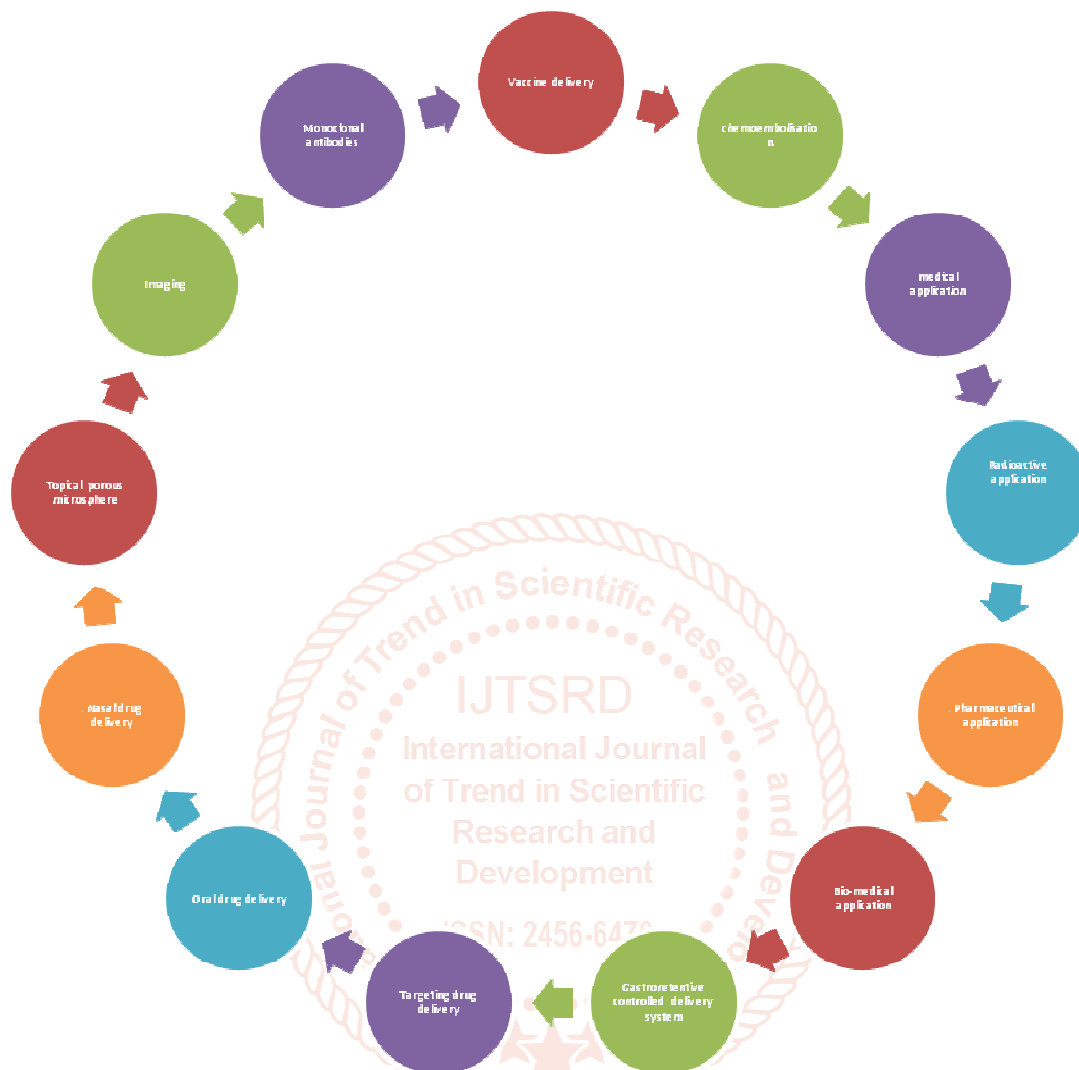 Vaccine delivery
chemoembolisatio
n
medical
application
Radioactive
application
. Pharmaceutical
application
Bio-medical
application
Gastroretentive
controlled delivery
system
Targeting drug
delivery
Oral drug delivery
. Nasal drug
delivery
Topical porous
microsphere
Imaging
Monoclonal
antibodies
Journal of Trend in Scientific Research and
IJTSRD
International Journal
of Trend in Scientific
Research and
Development